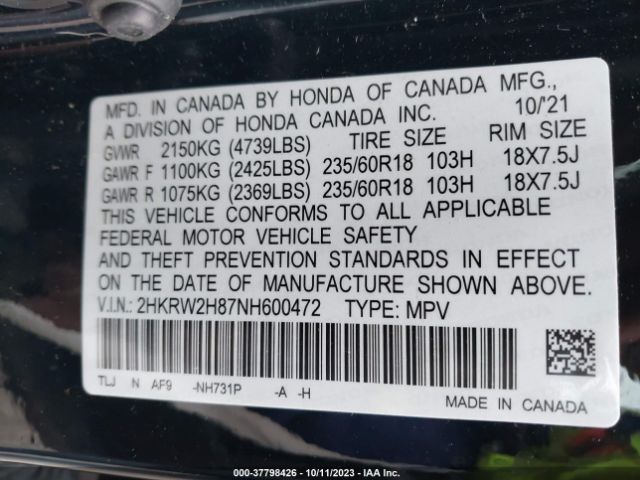 MFD. IN CANADA BY HONDA OF CANADA MFG.,
A DIVISION OF HONDA CANADA INC. 10/'21
GVWR 2150KG (4739LBS) TIRE SIZE RIM SIZE
GAWR F 1100KG (2425LBS) 235/60R18 103H 18X7.5J
GAWR R 1075KG (2369LBS) 235/60R18 103H 18X7.5J
THIS VEHICLE CONFORMS TO ALL APPLICABLE
FEDERAL MOTOR VEHICLE SAFETY
AND THEFT PREVENTION STANDARDS IN EFFECT
ON THE DATE OF MANUFACTURE SHOWN ABOVE.
V.I.N.: 2HKRW2H87NH600472 TYPE: MPV
TLJ N AF9 -NH731P -A -H
MADE IN CANADA
000-37798426 - 10/11/2023 - IAA Inc.